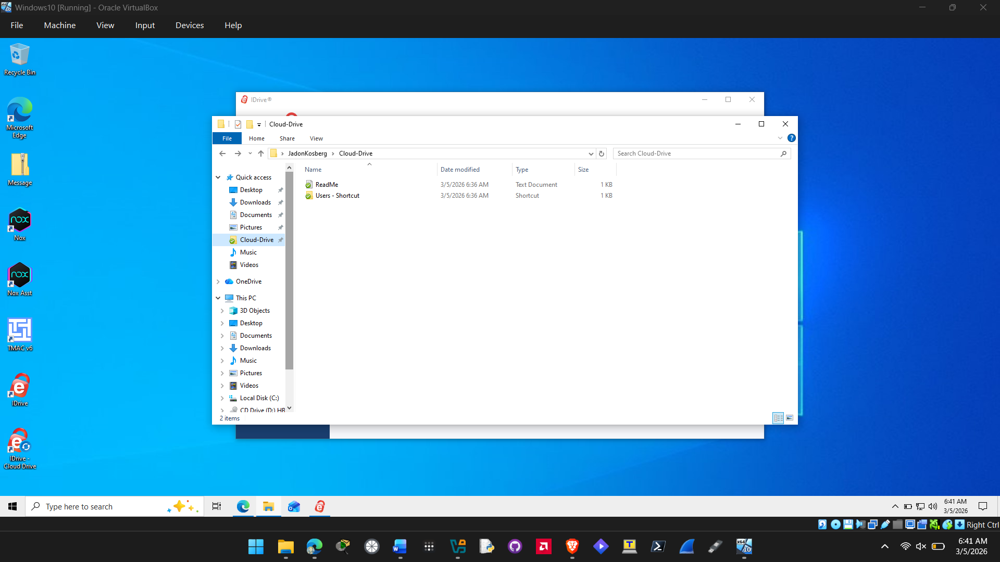 Windows10 [Running] - Oracle VirtualBox
File Machine View Input Devices Help
Recycle Bin
Microsoft
Edge
Message
nox
Nox
nox
Nox Asst
TMAC v6
IDrive
IDrive -
Cloud Drive
IDrive®
Cloud-Drive
File Home Share View
JadonKosberg > Cloud-Drive
Search Cloud-Drive
Name Date modified Type Size
ReadMe 3/5/2026 6:36 AM Text Document 1 KB
Users - Shortcut 3/5/2026 6:36 AM Shortcut 1 KB
Quick access
Desktop
Downloads
Documents
Pictures
Cloud-Drive
Music
Videos
OneDrive
This PC
3D Objects
Desktop
Documents
Downloads
Music
Pictures
Videos
Local Disk (C:)
CD Drive (D:) HB
2 items
Type here to search
6:41 AM
3/5/2026
Right Ctrl
6:41 AM
3/5/2026